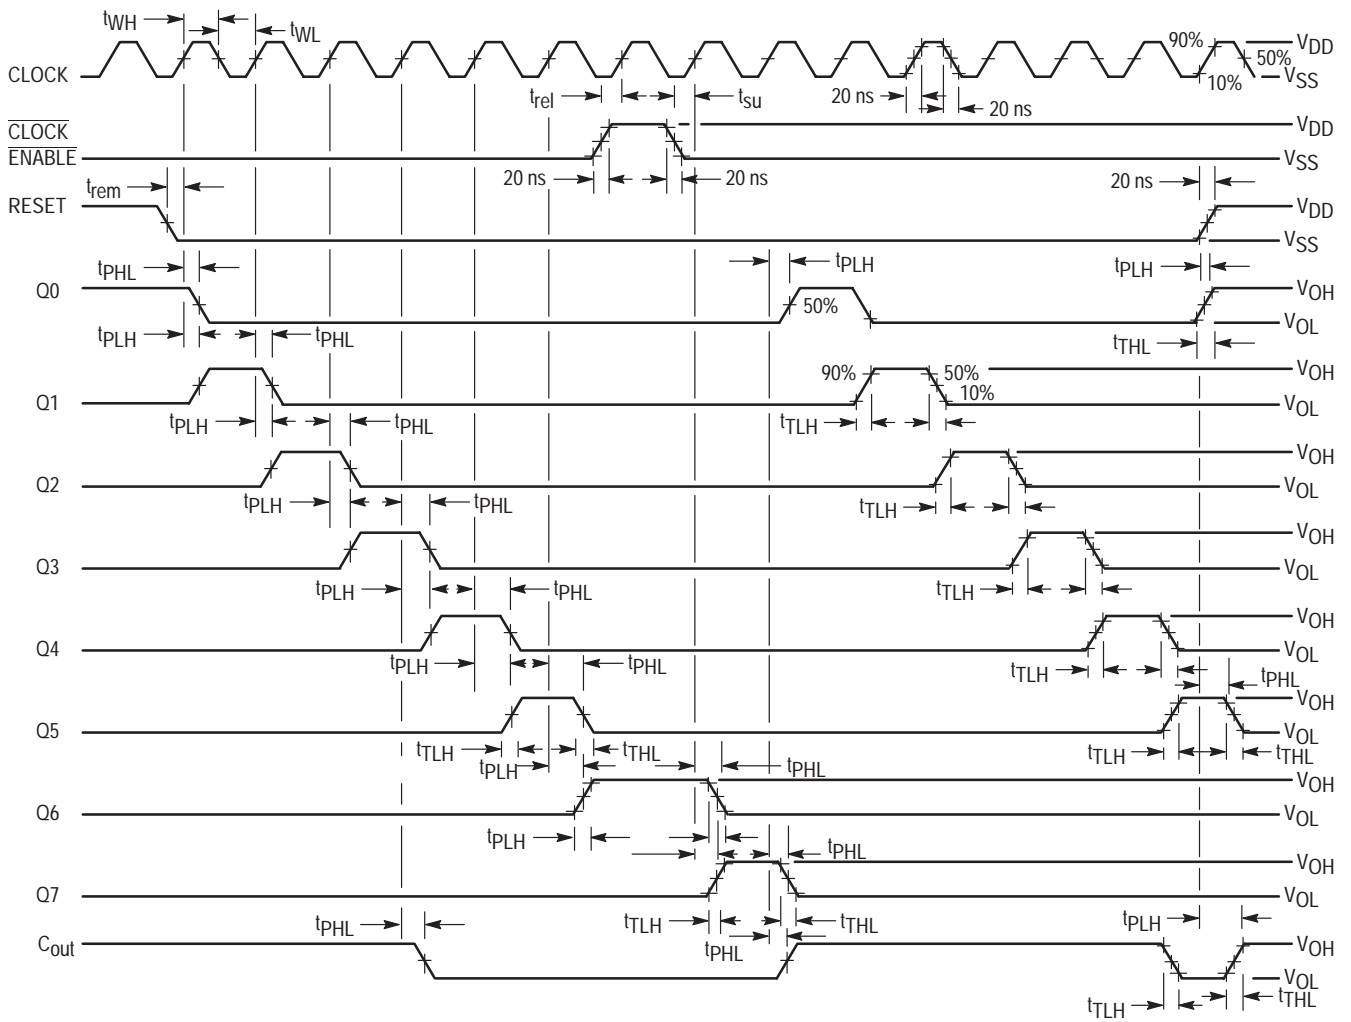 tWH
tWL
90%
VDD
50%
CLOCK
10%
VSS
trel
tsu
20 ns
20 ns
CLOCK
VDD
ENABLE
VSS
trem
20 ns
20 ns
20 ns
RESET
VDD
VSS
tPHL
tPLH
tPLH
Q0
50%
VOH
VOL
tPLH
tPHL
tTHL
90%
50%
VOH
Q1
10%
VOL
tPLH
tPHL
tTLH
VOH
Q2
VOL
tPLH
tPHL
tTLH
VOH
Q3
VOL
tPLH
tPHL
tTLH
VOH
Q4
VOL
tPLH
tPHL
tTLH
tPHL
VOH
Q5
VOL
tTLH
tTHL
tTLH
tTHL
tPLH
tPHL
VOH
Q6
VOL
tPLH
tPHL
VOH
Q7
VOL
tPHL
tTLH
tTHL
tPLH
Cout
tPHL
VOH
VOL
tTLH
tTHL